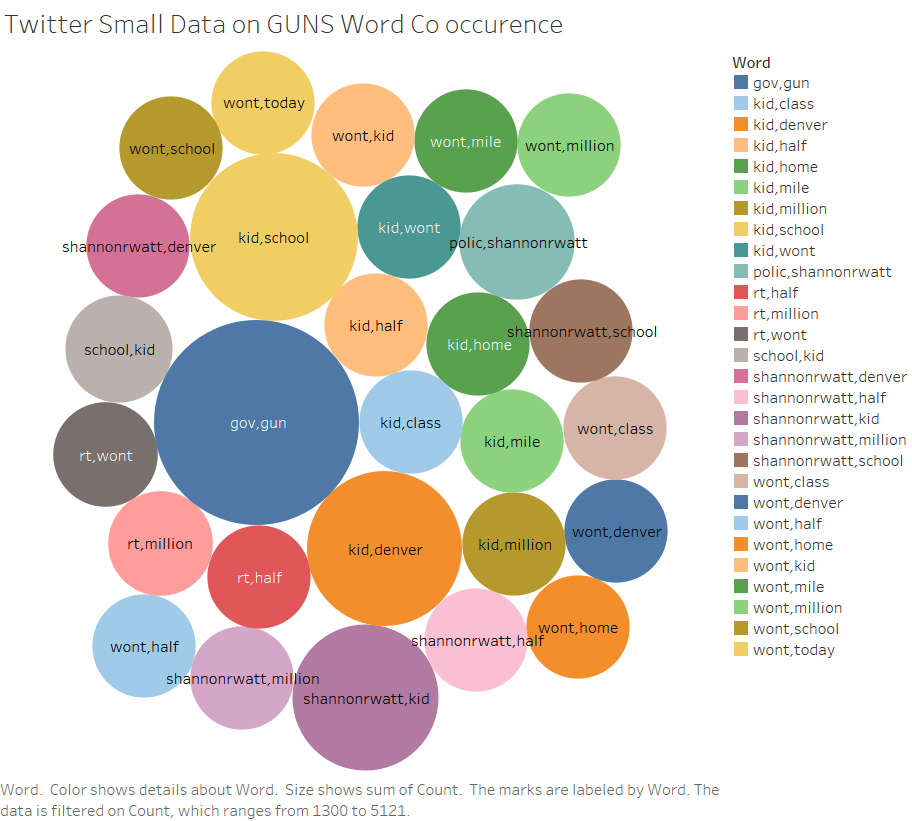 Twitter Small Data on GUNS Word Co occurence
wont,today
wont,kid
wont,mile
wont,million
wont,school
kid,school
kid,wont
polic,shannonrwatt
shannonrwatt,denver
kid,half
kid,home
shannonrwatt,school
school,kid
gov,gun
kid,class
kid,mile
wont,class
rt,wont
rt,million
rt,half
kid,denver
kid,million
wont,denver
wont,half
shannonrwatt,million
shannonrwatt,kid
shannonrwatt,half
wont,home
Word
gov,gun
kid,class
kid,denver
kid,half
kid,home
kid,mile
kid,million
kid,school
kid,wont
polic,shannonrwatt
rt,half
rt,million
rt,wont
school,kid
shannonrwatt,denver
shannonrwatt,half
shannonrwatt,kid
shannonrwatt,million
shannonrwatt,school
wont,class
wont,denver
wont,half
wont,home
wont,kid
wont,mile
wont,million
wont,school
wont,today
Word.  Color shows details about Word.  Size shows sum of Count.  The marks are labeled by Word. The
data is filtered on Count, which ranges from 1300 to 5121.